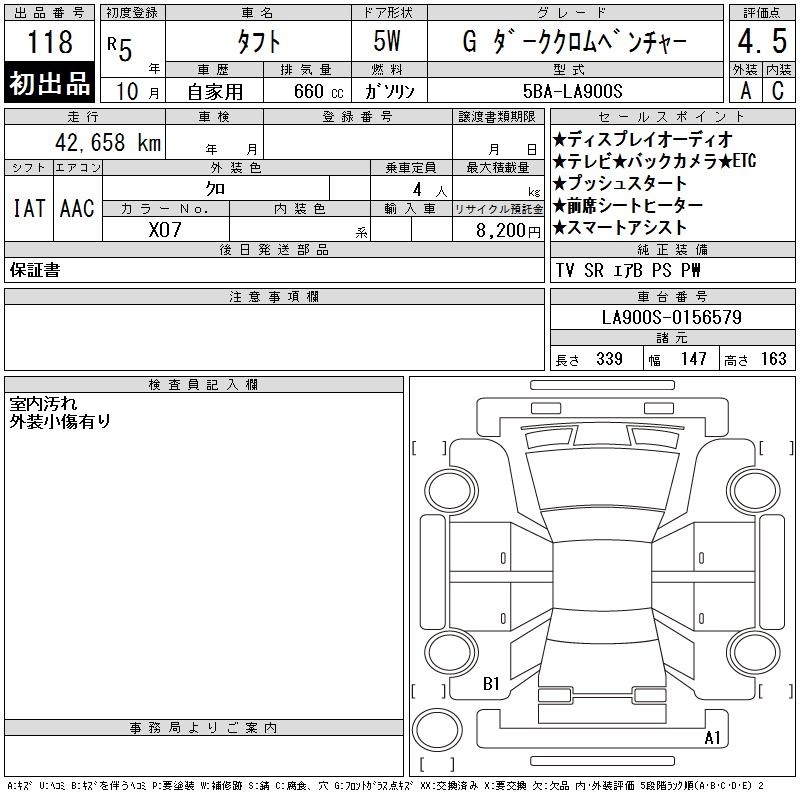 出品番号
118
初出品
初度登録
R5年
10月
車名
タフト
車歴
自家用
排気量
660 CC
ドア形状
5W
燃料
ｶﾞｿﾘﾝ
グレード
G ﾀﾞｰｸｸﾛﾑﾍﾞﾝﾁｬｰ
型式
5BA-LA900S
評価点
4.5
外装 内装
A C
走行
42,658 km
車検
年 月
登録番号
譲渡書類期限
月 日
シフト エアコン
IAT AAC
外装色
ｸﾛ
乗車定員
4 人
最大積載量
kg
カラーNo.
X07
内装色
系
輸入車
リサイクル預託金
8,200円
後日発送部品
保証書
セールスポイント
★ディスプレイオーディオ
★テレビ★バックカメラ★ETC
★プッシュスタート
★前席シートヒーター
★スマートアシスト
純正装備
TV SR ｴｱB PS PW
注意事項欄
車台番号
LA900S-0156579
諸元
長さ 339 幅 147 高さ 163
検査員記入欄
室内汚れ
外装小傷有り
B1
A1
事務局よりご案内
A:ｷｽﾞ U:ﾍｺﾐ B:ｷｽﾞを伴うﾍｺﾐ P:要塗装 W:補修跡 S:錆 C:腐食、穴 G:ﾌﾛﾝﾄｶﾞﾗｽ点ｷｽﾞ XX:交換済み X:要交換 欠:欠品 内･外装評価 5段階ﾗﾝｸ順(A･B･C･D･E) 2